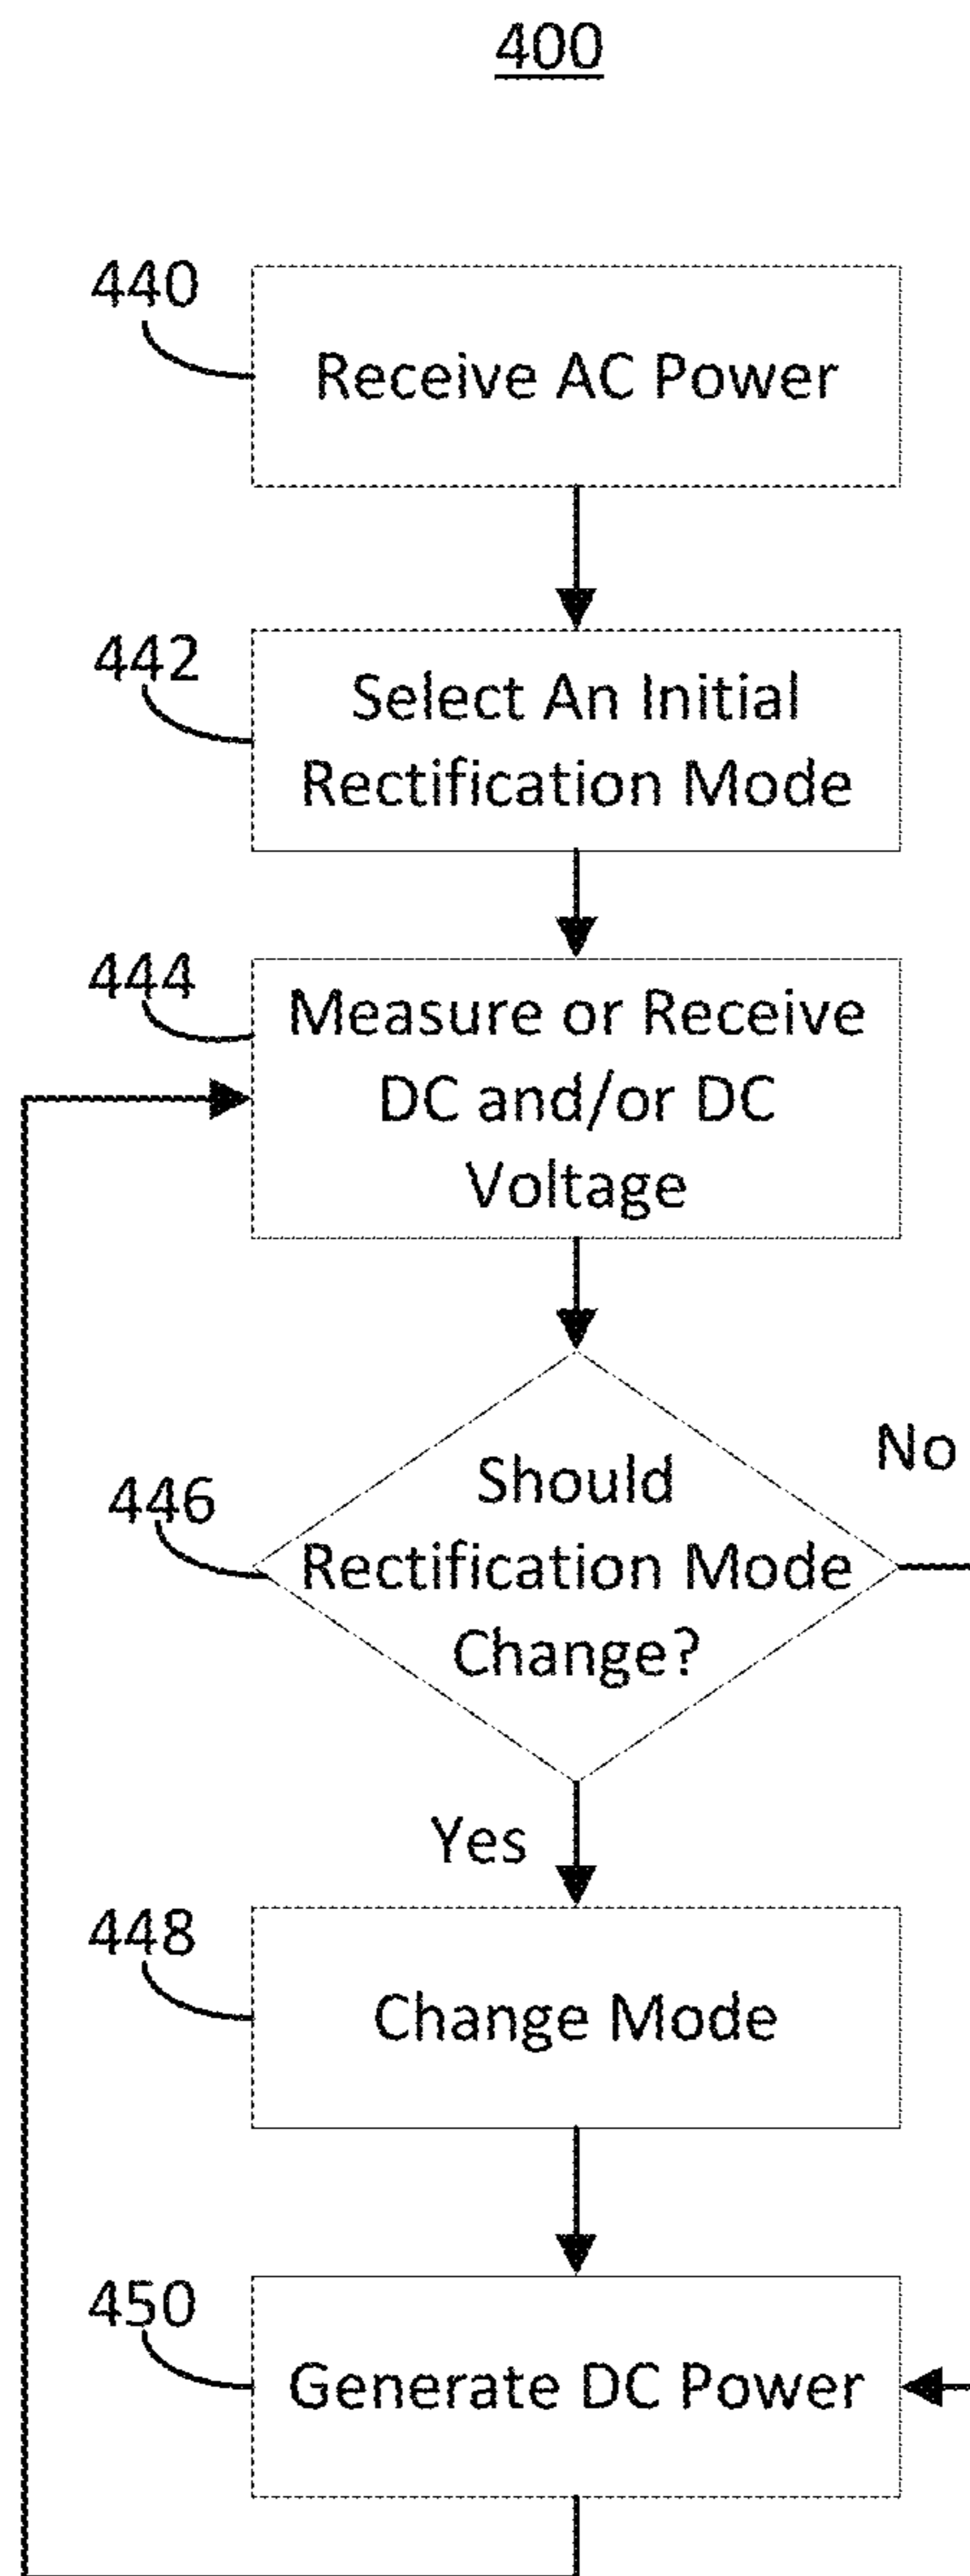 400
440
Receive AC Power
442
Select An Initial
Rectification Mode
444
Measure or Receive
DC and/or DC
Voltage
446
Should
Rectification Mode
Change?
No
Yes
448
Change Mode
450
Generate DC Power